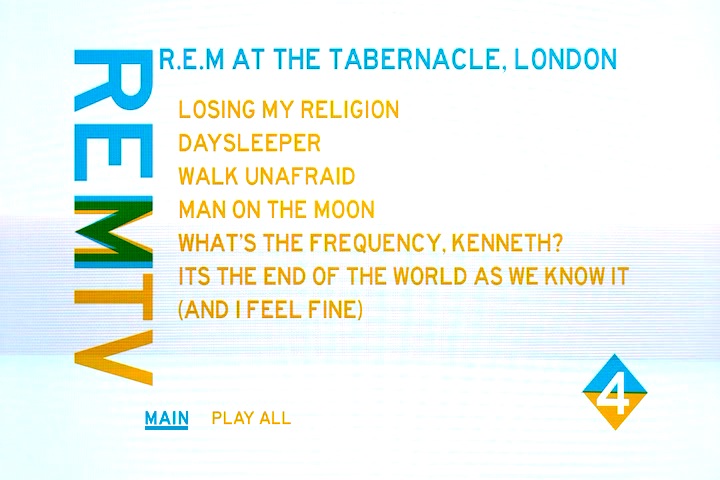 REMTV
R.E.M AT THE TABERNACLE, LONDON
LOSING MY RELIGION
DAYSLEEPER
WALK UNAFRAID
MAN ON THE MOON
WHAT'S THE FREQUENCY, KENNETH?
ITS THE END OF THE WORLD AS WE KNOW IT
(AND I FEEL FINE)
4
MAIN PLAY ALL